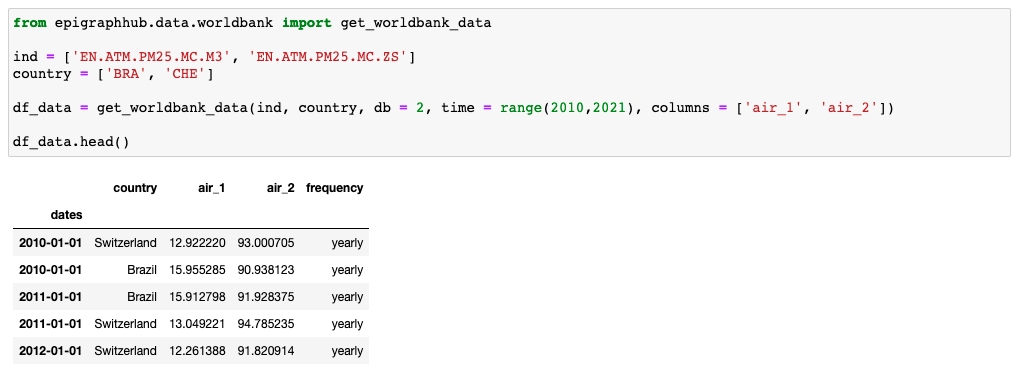 from epigraphhub.data.worldbank import get_worldbank_data
ind = ['EN.ATM.PM25.MC.M3', 'EN.ATM.PM25.MC.ZS']
country = ['BRA', 'CHE']
df_data = get_worldbank_data(ind, country, db = 2, time = range(2010,2021), columns = ['air_1', 'air_2'])
df_data.head()
country air_1 air_2 frequency
dates
2010-01-01 Switzerland 12.922220 93.000705 yearly
2010-01-01 Brazil 15.955285 90.938123 yearly
2011-01-01 Brazil 15.912798 91.928375 yearly
2011-01-01 Switzerland 13.049221 94.785235 yearly
2012-01-01 Switzerland 12.261388 91.820914 yearly